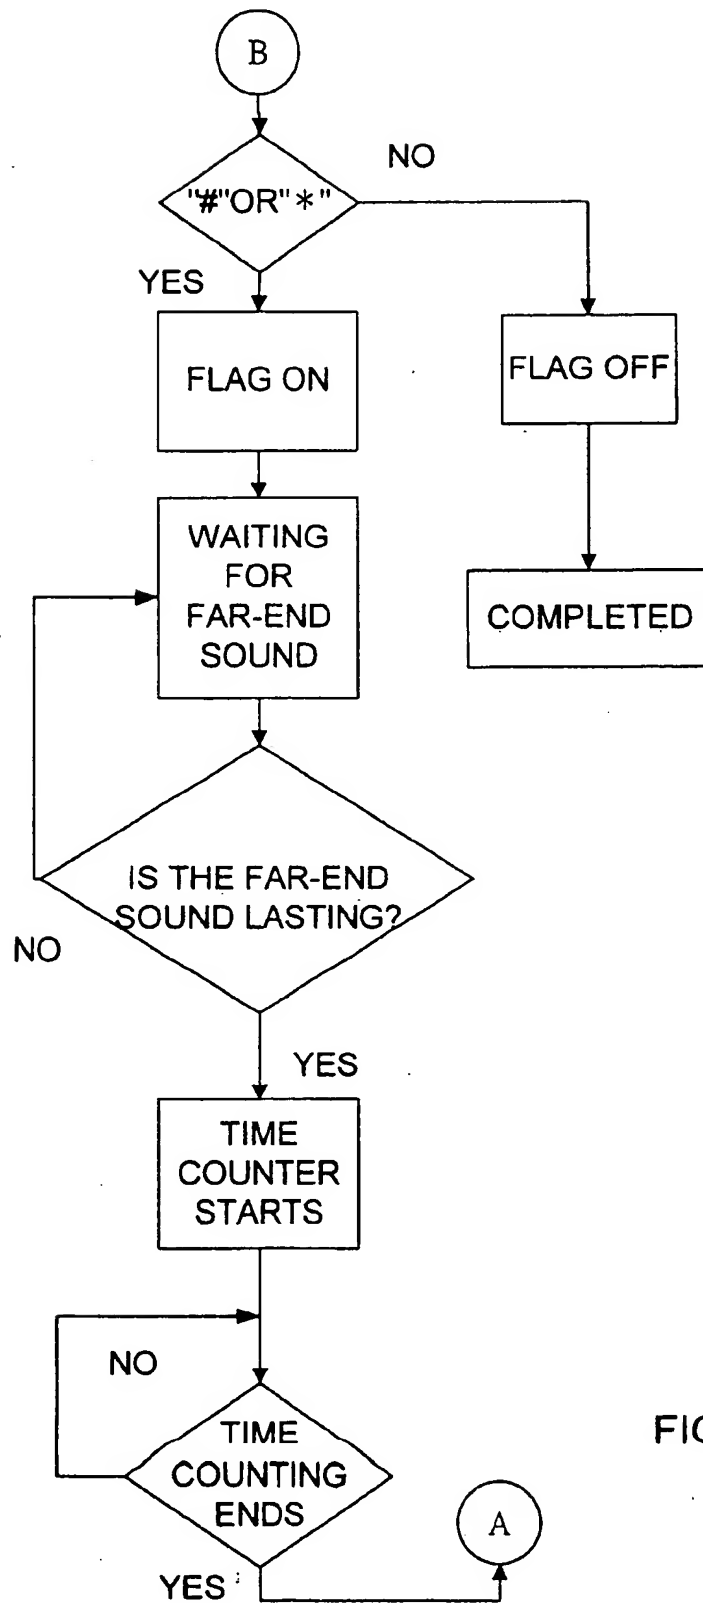 B
"#"OR"*"
NO
YES
FLAG ON
FLAG OFF
WAITING
FOR
FAR-END
SOUND
COMPLETED
IS THE FAR-END
SOUND LASTING?
NO
YES
TIME
COUNTER
STARTS
NO
TIME
COUNTING
ENDS
FIG
A
YES